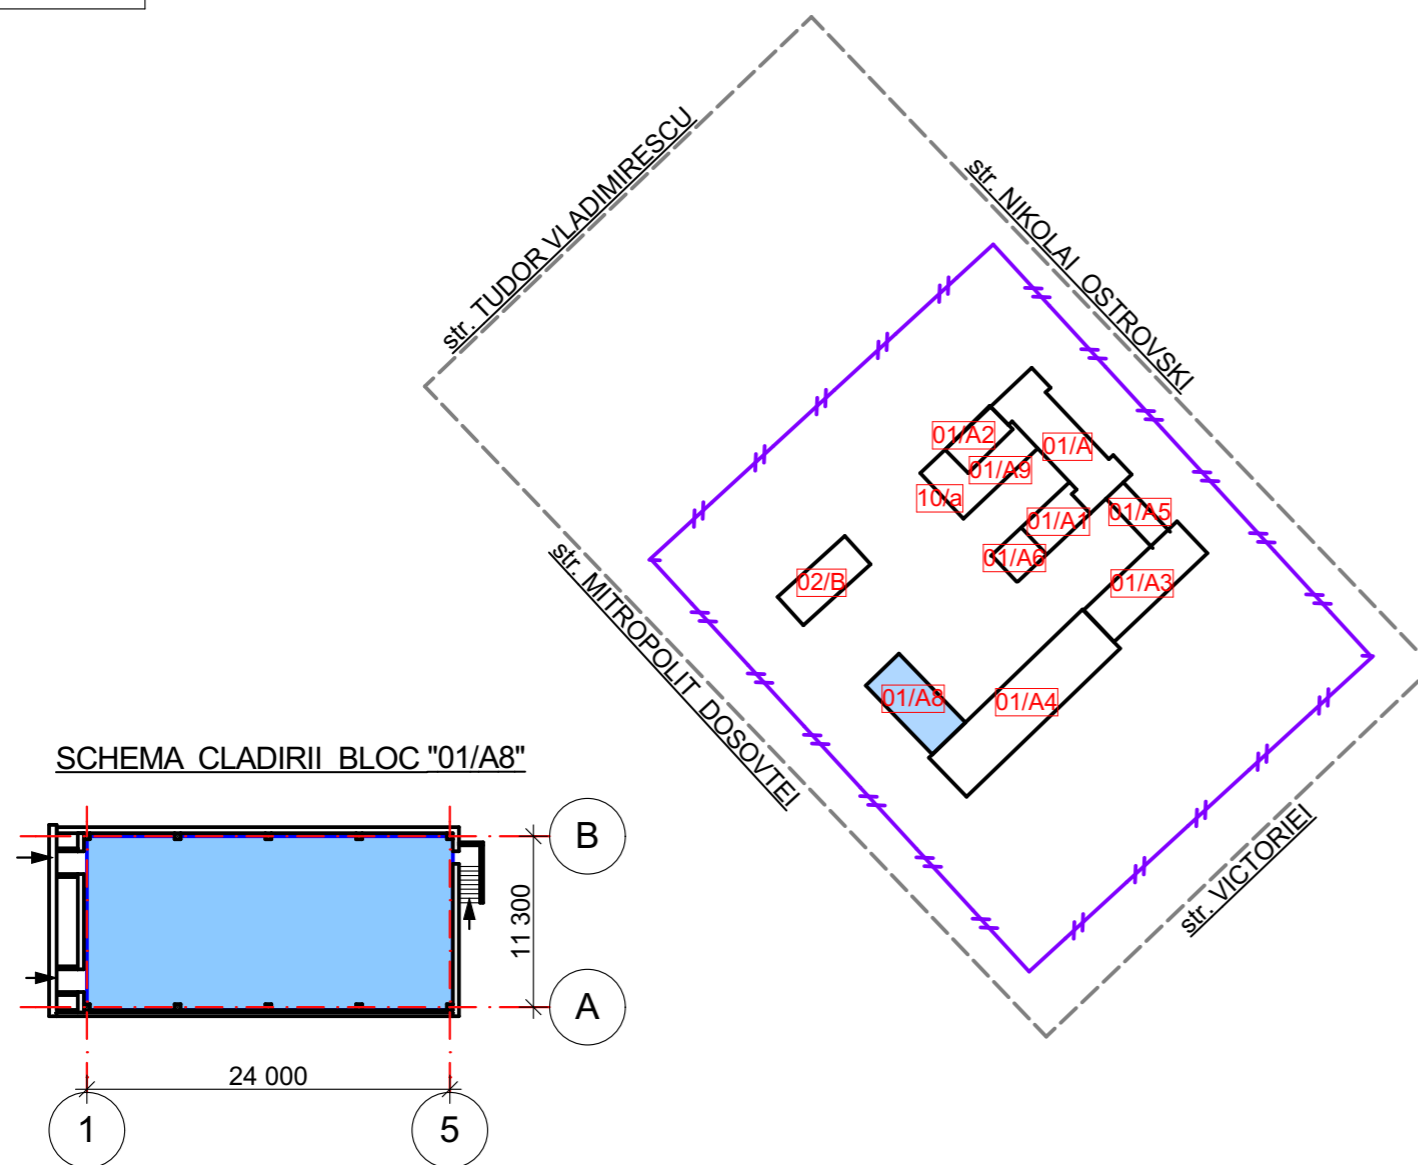 str. TUDOR VLADIMIRESCU
str. NIKOLAI OSTROVSKI
01/A2
01/A
01/A9
10/a
01/A1
01/A5
01/A6
01/A3
02/B
str. MITROPOLIT DOSOVTEI
01/A8
01/A4
str. VICTORIEI
SCHEMA CLADIRII BLOC "01/A8"
B
11 300
A
24 000
1
5